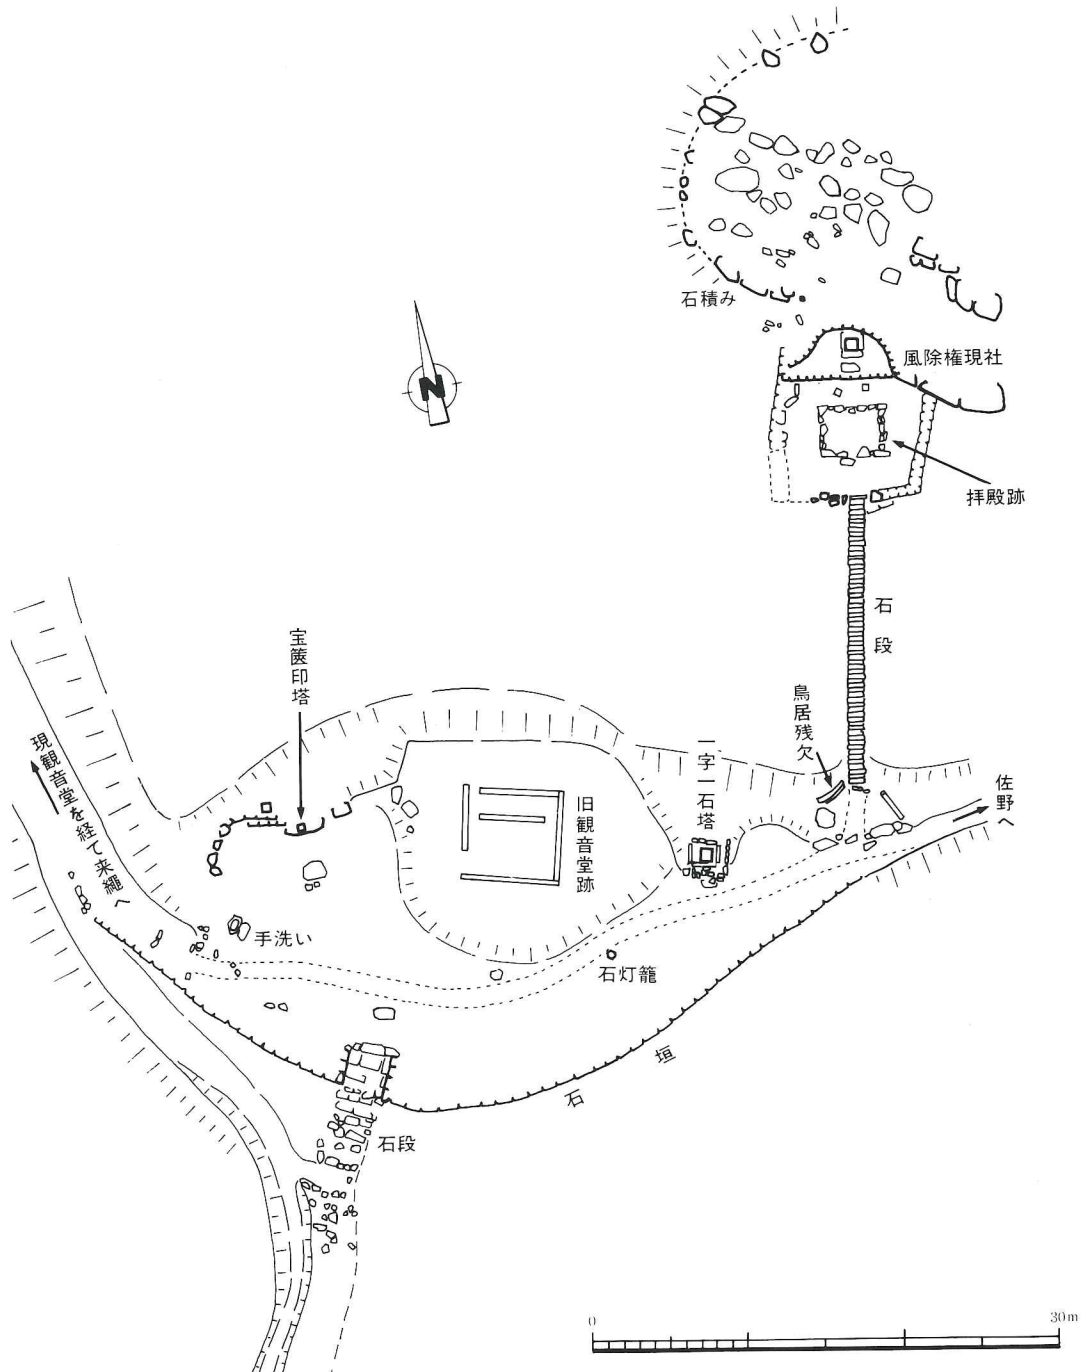 石積み
風除権現社
N
拝殿跡
石段
宝篋印塔
鳥居残欠
一字一石塔
現観音堂を経て来縄へ
佐野へ
旧観音堂跡
手洗い
石灯籠
石垣
石段
0 30m